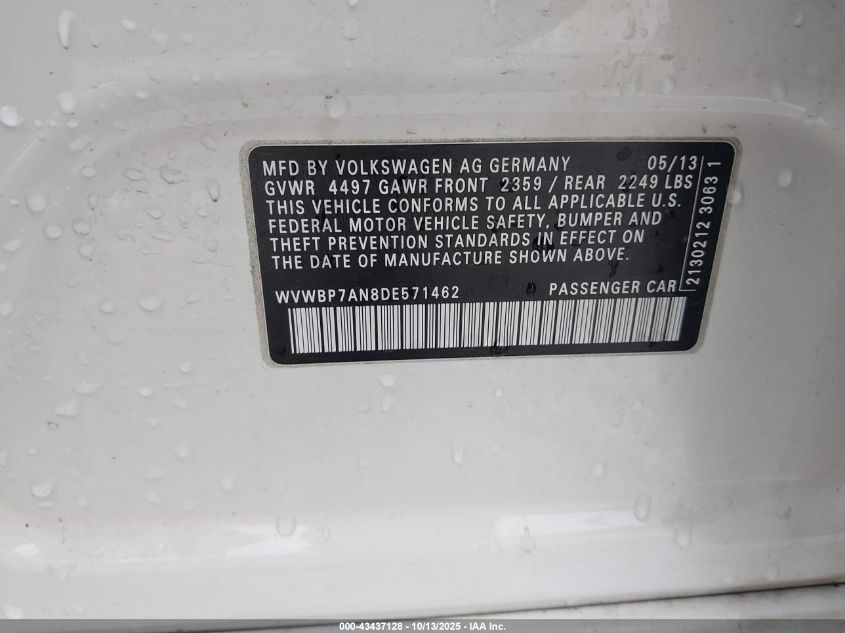 MFD BY VOLKSWAGEN AG GERMANY 05/13
GVWR 4497 GAWR FRONT 2359 / REAR 2249 LBS
THIS VEHICLE CONFORMS TO ALL APPLICABLE U.S.
FEDERAL MOTOR VEHICLE SAFETY, BUMPER AND
THEFT PREVENTION STANDARDS IN EFFECT ON
THE DATE OF MANUFACTURE SHOWN ABOVE.
WVWBP7AN8DE571462 PASSENGER CAR
2130212 3063 1
000-43437128 - 10/13/2025 - IAA Inc.